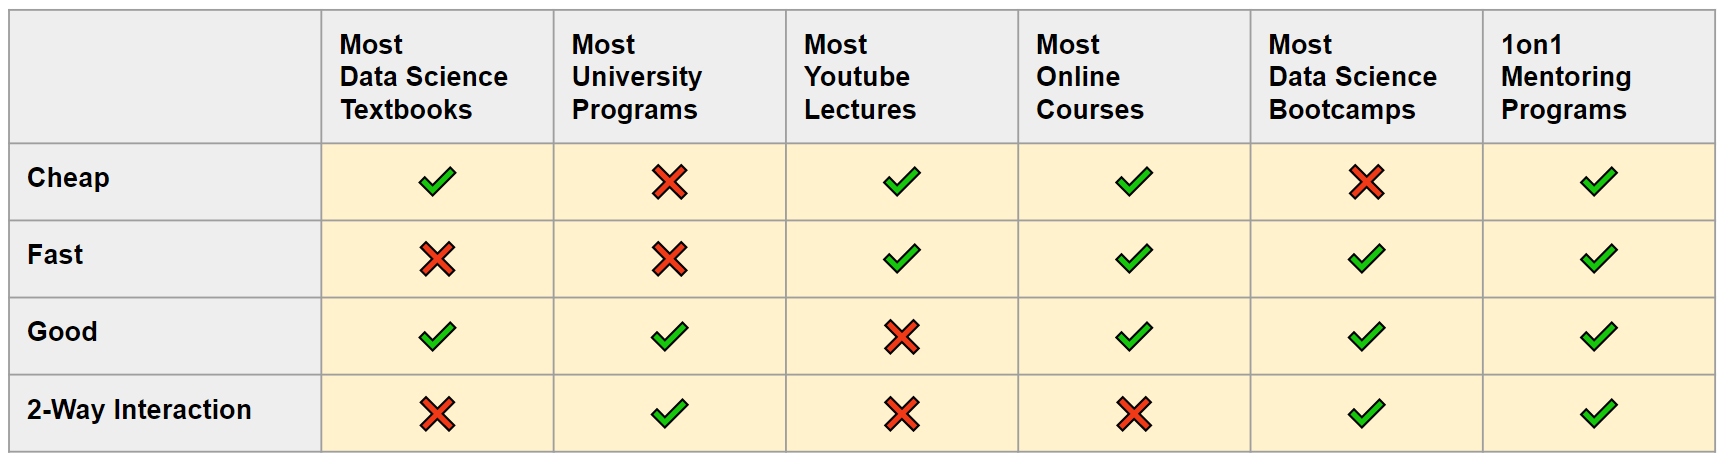 Most
Data Science
Textbooks
Most
University
Programs
Most
Youtube
Lectures
Most
Online
Courses
Most
Data Science
Bootcamps
1on1
Mentoring
Programs
Cheap
Fast
Good
2-Way Interaction